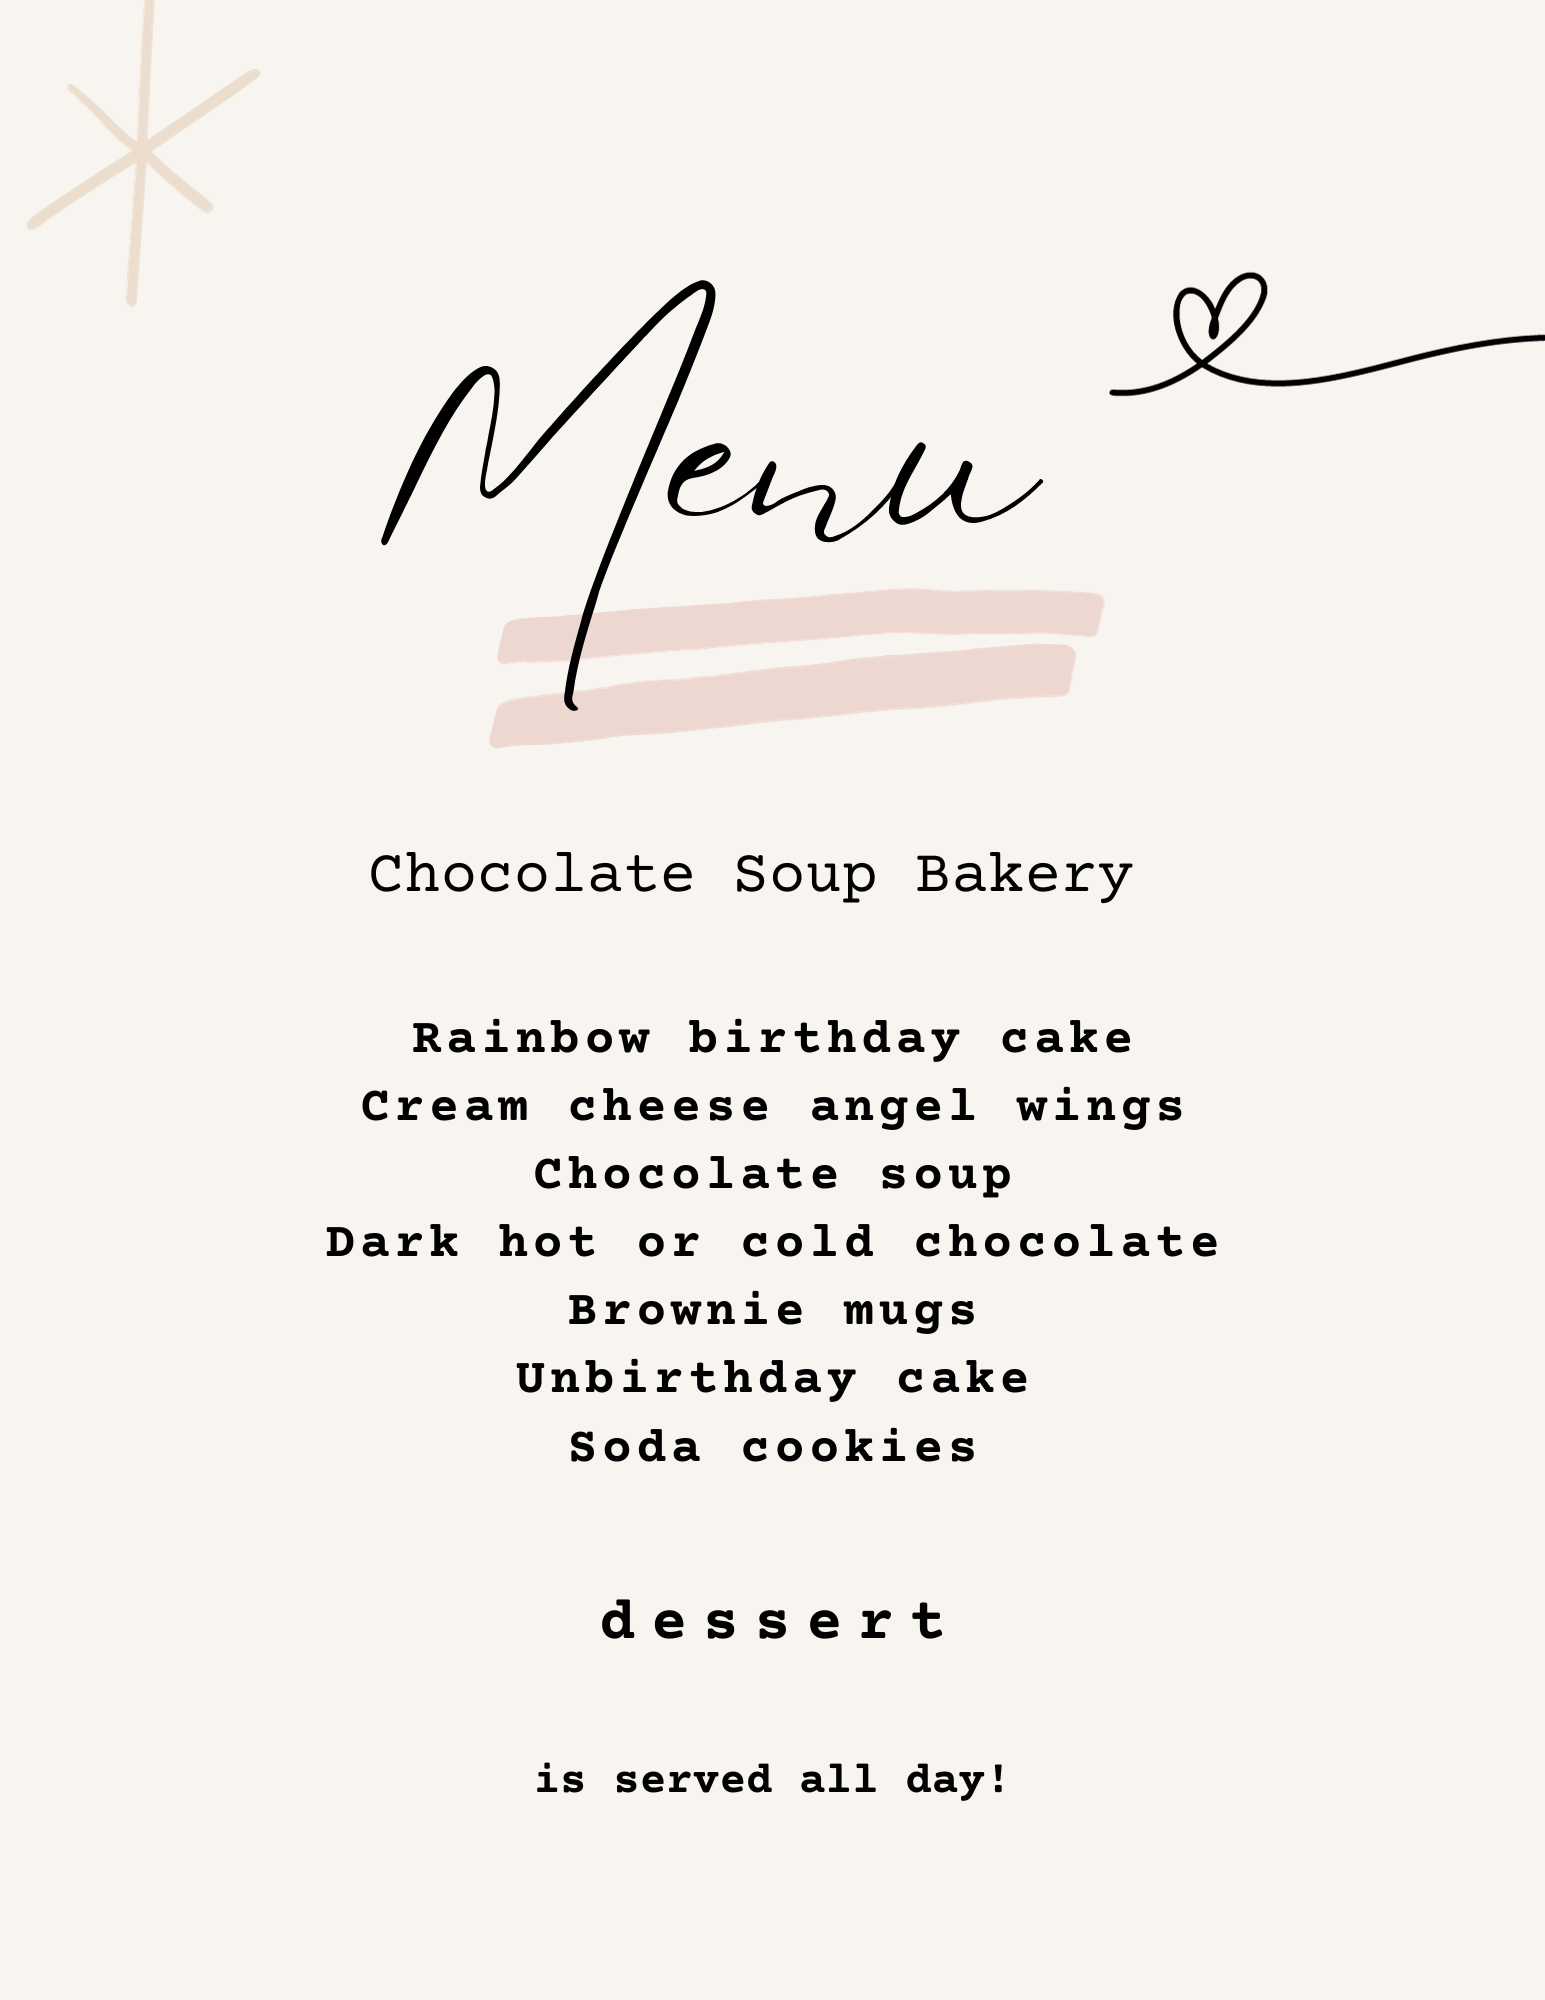 Menu
Chocolate Soup Bakery
Rainbow birthday cake
Cream cheese angel wings
Chocolate soup
Dark hot or cold chocolate
Brownie mugs
Unbirthday cake
Soda cookies
dessert
is served all day!